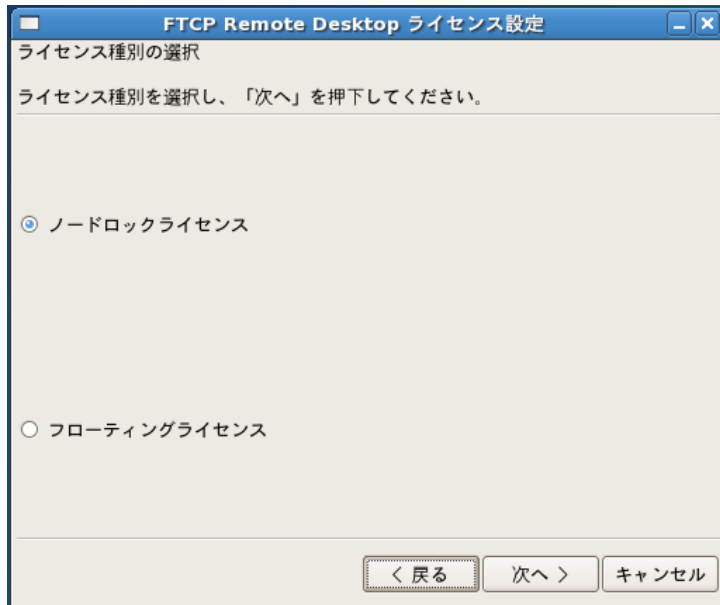 FTCP Remote Desktop ライセンス設定
ライセンス種別の選択
ライセンス種別を選択し、「次へ」を押下してください。
ノードロックライセンス
フローティングライセンス
< 戻る
次へ >
キャンセル